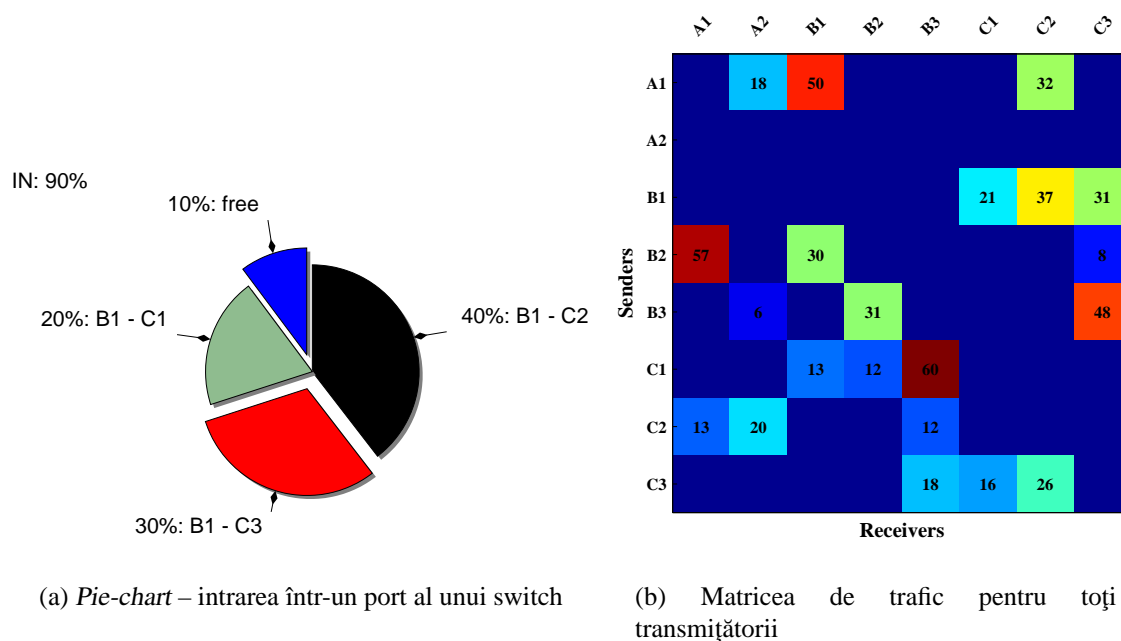 IN: 90%
10%: free
20%: B1 - C1
40%: B1 - C2
30%: B1 - C3
(a) Pie-chart – intrarea într-un port al unui switch
A1 A2 B1 B2 B3 C1 C2 C3
A1 18 50 32
A2
B1 21 37 31
B2 57 30 8
B3 6 31 48
C1 13 12 60
C2 13 20 12
C3 18 16 26
Senders
Receivers
(b) Matricea de trafic pentru toţi
transmiţătorii